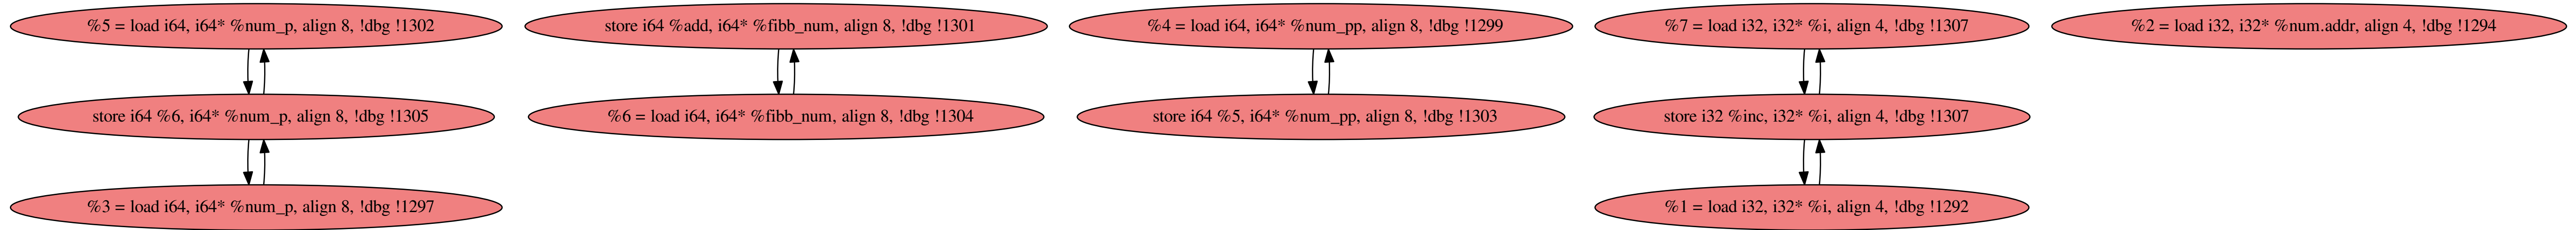 %5 = load i64, i64* %num_p, align 8, !dbg !1302
store i64 %add, i64* %fibb_num, align 8, !dbg !1301
%4 = load i64, i64* %num_pp, align 8, !dbg !1299
%7 = load i32, i32* %i, align 4, !dbg !1307
%2 = load i32, i32* %num.addr, align 4, !dbg !1294
store i64 %6, i64* %num_p, align 8, !dbg !1305
%6 = load i64, i64* %fibb_num, align 8, !dbg !1304
store i64 %5, i64* %num_pp, align 8, !dbg !1303
store i32 %inc, i32* %i, align 4, !dbg !1307
%3 = load i64, i64* %num_p, align 8, !dbg !1297
%1 = load i32, i32* %i, align 4, !dbg !1292